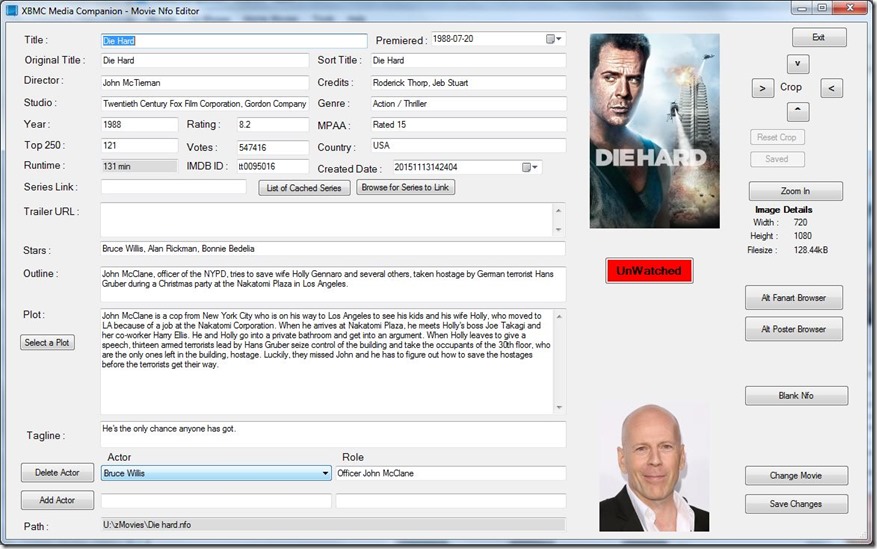 XBMC Media Companion - Movie Nfo Editor
Title : Die Hard Premiered : 1988-07-20 Exit
Original Title : Die Hard Sort Title : Die Hard v
Director : John McTiernan Credits : Roderick Thorp, Jeb Stuart > Crop <
Studio : Twentieth Century Fox Film Corporation, Gordon Company Genre : Action / Thriller ^
Year : 1988 Rating : 8.2 MPAA : Rated 15 Reset Crop
Top 250 : 121 Votes : 547416 Country : USA Saved
Runtime : 131 min IMDB ID : tt0095016 Created Date : 20151113142404
Series Link : List of Cached Series Browse for Series to Link Zoom In
DIE HARD
Image Details
Width : 720
Height : 1080
Filesize : 128.44kB
Trailer URL :
Stars : Bruce Willis, Alan Rickman, Bonnie Bedelia
UnWatched
Outline : John McClane, officer of the NYPD, tries to save wife Holly Gennaro and several others, taken hostage by German terrorist Hans
Gruber during a Christmas party at the Nakatomi Plaza in Los Angeles.
Alt Fanart Browser
Alt Poster Browser
Plot : John McClane is a cop from New York City who is on his way to Los Angeles to see his kids and his wife Holly, who moved to
LA because of a job at the Nakatomi Corporation. When he arrives at Nakatomi Plaza, he meets Holly's boss Joe Takagi and
her co-worker Harry Ellis. He and Holly go into a private bathroom and get into an argument. When Holly leaves to give a
speech, thirteen armed terrorists lead by Hans Gruber seize control of the building and take the occupants of the 30th floor, who
are the only ones left in the building, hostage. Luckily, they missed John and he has to figure out how to save the hostages
before the terrorists get their way.
Select a Plot
Blank Nfo
Tagline : He's the only chance anyone has got.
Actor Role
Delete Actor Bruce Willis Officer John McClane Change Movie
Add Actor Save Changes
Path : U:\zMovies\Die hard.nfo